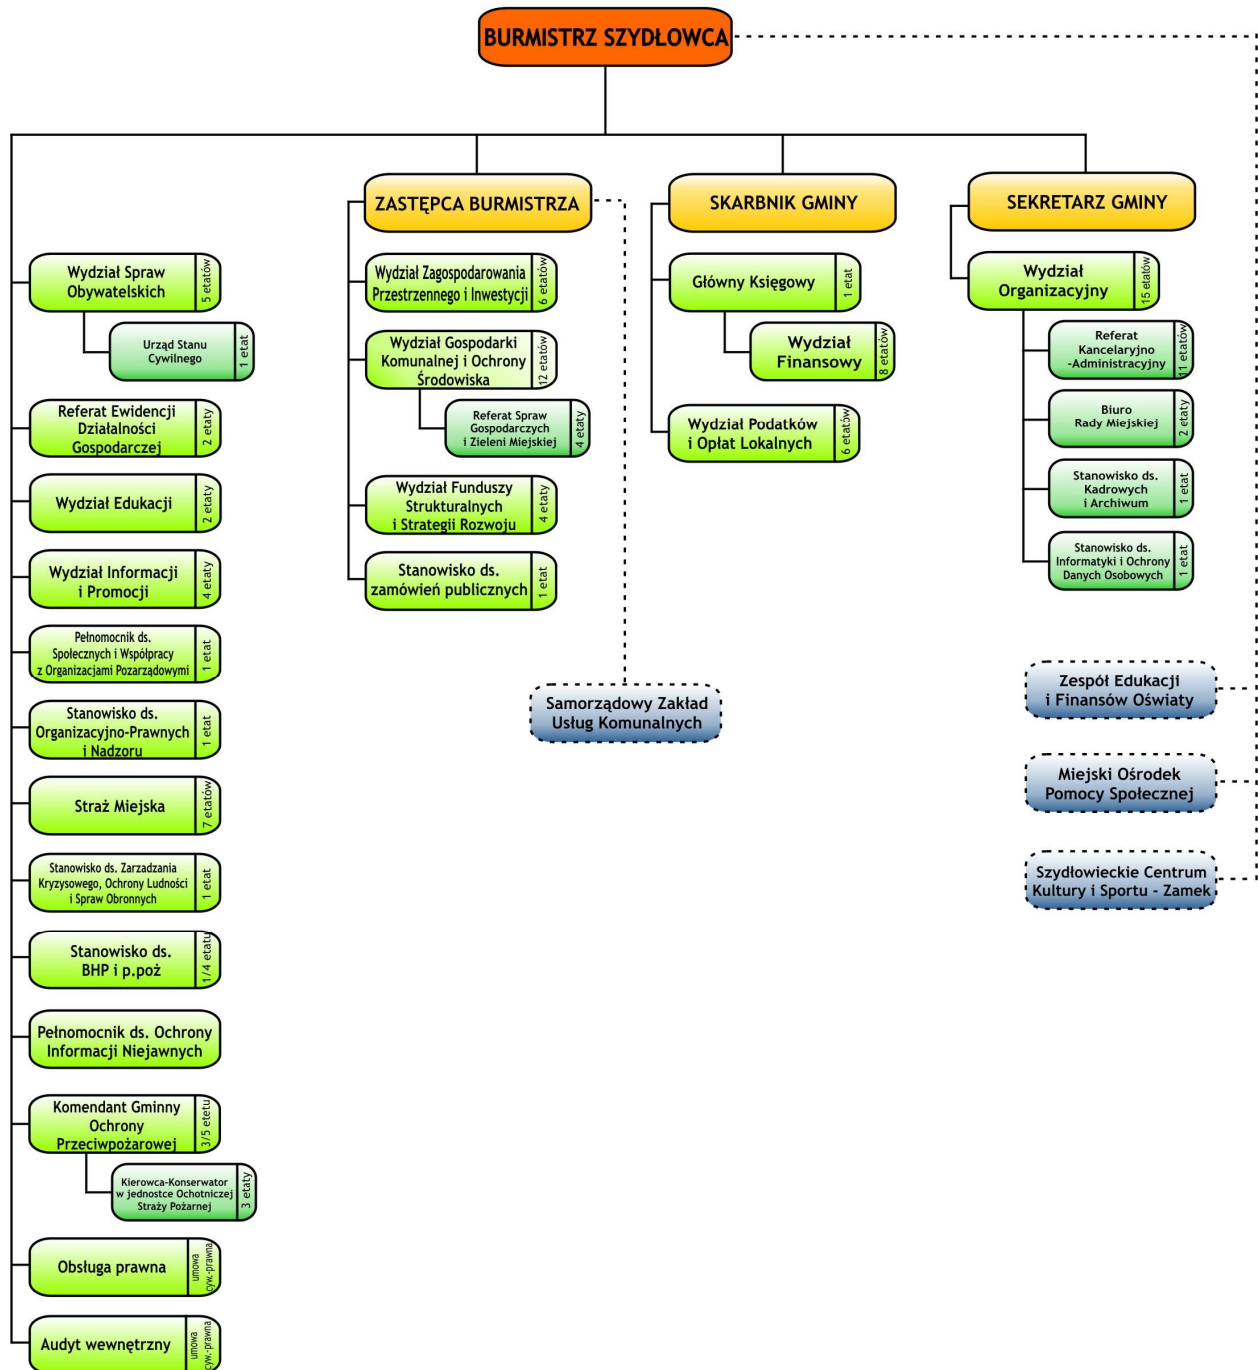 BURMISTRZ SZYDŁOWCA
ZASTĘPCA BURMISTRZA
SKARBNIK GMINY
SEKRETARZ GMINY
Wydział Spraw
Obywatelskich
5 etatów
Urząd Stanu
Cywilnego
1 etat
Referat Ewidencji
Działalności
Gospodarczej
2 etaty
Wydział Edukacji
2 etaty
Wydział Informacji
i Promocji
4 etaty
Pełnomocnik ds.
Społecznych i Współpracy
z Organizacjami Pozarządowymi
1 etat
Stanowisko ds.
Organizacyjno-Prawnych
i Nadzoru
1 etat
Straż Miejska
7 etatów
Stanowisko ds. Zarzadzania
Kryzysowego, Ochrony Ludności
i Spraw Obronnych
1 etat
Stanowisko ds.
BHP i p.poż
1/4 etatu
Pełnomocnik ds. Ochrony
Informacji Niejawnych
Komendant Gminny
Ochrony
Przeciwpożarowej
3/5 etetu
Kierowca-Konserwator
w jednostce Ochotniczej
Straży Pożarnej
3 etaty
Obsługa prawna
umowa
cyw.-prawna
Audyt wewnętrzny
umowa
cyw.-prawna
Wydział Zagospodarowania
Przestrzennego i Inwestycji
6 etatów
Wydział Gospodarki
Komunalnej i Ochrony
Środowiska
12 etatów
Referat Spraw
Gospodarczych
i Zieleni Miejskiej
4 etaty
Wydział Funduszy
Strukturalnych
i Strategii Rozwoju
4 etaty
Stanowisko ds.
zamówień publicznych
1 etat
Samorządowy Zakład
Usług Komunalnych
Główny Księgowy
1 etat
Wydział
Finansowy
8 etatów
Wydział Podatków
i Opłat Lokalnych
6 etatów
Wydział
Organizacyjny
15 etatów
Referat
Kancelaryjno
-Administracyjny
11 etatów
Biuro
Rady Miejskiej
2 etaty
Stanowisko ds.
Kadrowych
i Archiwum
1 etat
Stanowisko ds.
Informatyki i Ochrony
Danych Osobowych
1 etat
Zespół Edukacji
i Finansów Oświaty
Miejski Ośrodek
Pomocy Społecznej
Szydłowieckie Centrum
Kultury i Sportu - Zamek